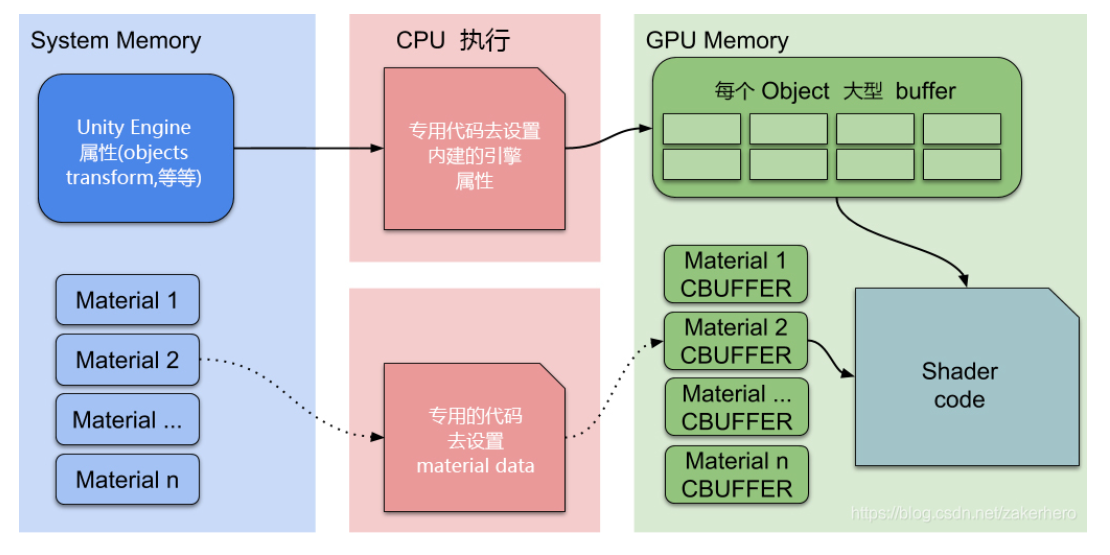 System Memory
Unity Engine
属性(objects
transform,等等)
Material 1
Material 2
Material ...
Material n
CPU 执行
专用代码去设置
内建的引擎
属性
专用的代码
去设置
material data
GPU Memory
每个 Object 大型 buffer
Material 1
CBUFFER
Material 2
CBUFFER
Material ...
CBUFFER
Material n
CBUFFER
Shader
code
https://blog.csdn.net/zakerhero